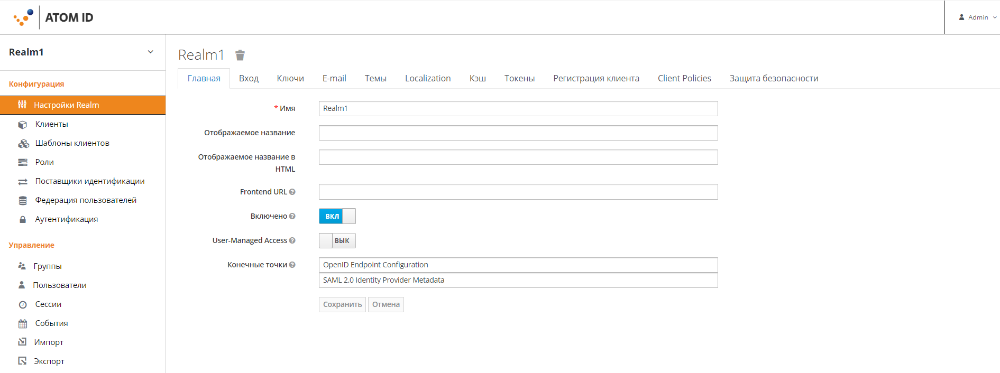 ATOM ID
Admin
Realm1
Конфигурация
Настройки Realm
Клиенты
Шаблоны клиентов
Роли
Поставщики идентификации
Федерация пользователей
Аутентификация
Управление
Группы
Пользователи
Сессии
События
Импорт
Экспорт
Realm1
Главная Вход Ключи E-mail Темы Localization Кэш Токены Регистрация клиента Client Policies Защита безопасности
* Имя Realm1
Отображаемое название
Отображаемое название в
HTML
Frontend URL
Включено ВКЛ
User-Managed Access ВЫК
Конечные точки OpenID Endpoint Configuration
SAML 2.0 Identity Provider Metadata
Сохранить Отмена